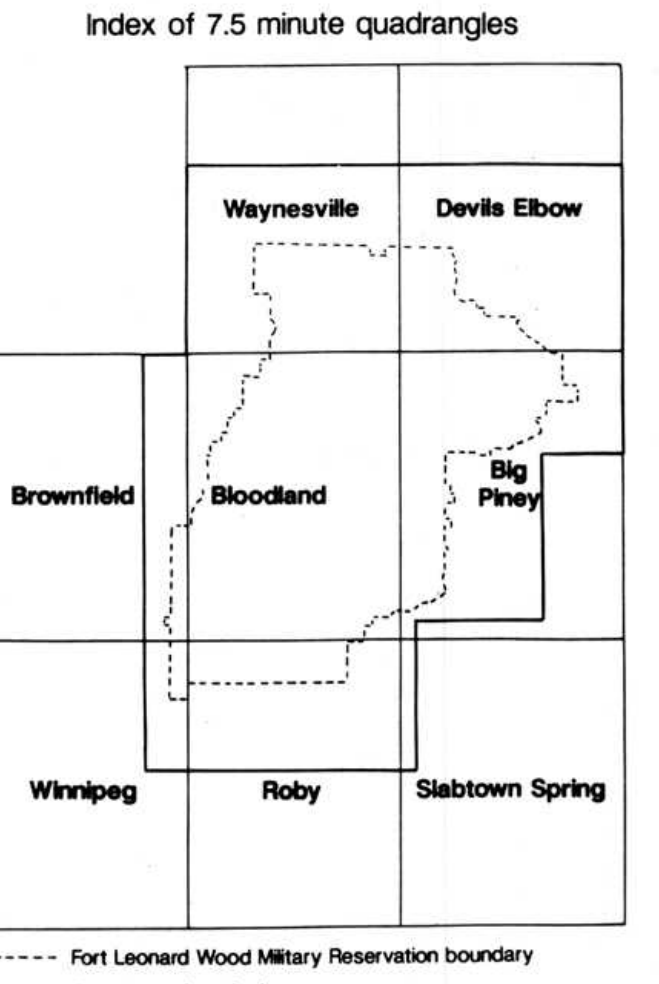 Index of 7.5 minute quadrangles
Waynesville
Devils Elbow
Brownfield
Bloodland
Big
Piney
Winnipeg
Roby
Slabtown Spring
Fort Leonard Wood Military Reservation boundary